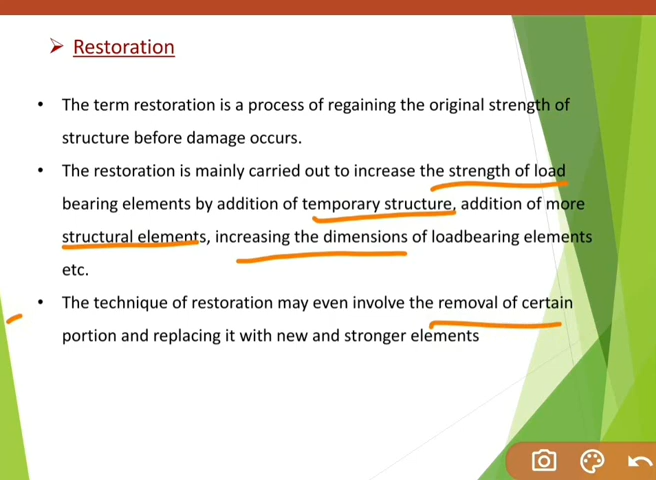 Restoration
• The term restoration is a process of regaining the original strength of
structure before damage occurs.
• The restoration is mainly carried out to increase the strength of load
bearing elements by addition of temporary structure, addition of more
structural elements, increasing the dimensions of loadbearing elements
etc.
• The technique of restoration may even involve the removal of certain
portion and replacing it with new and stronger elements